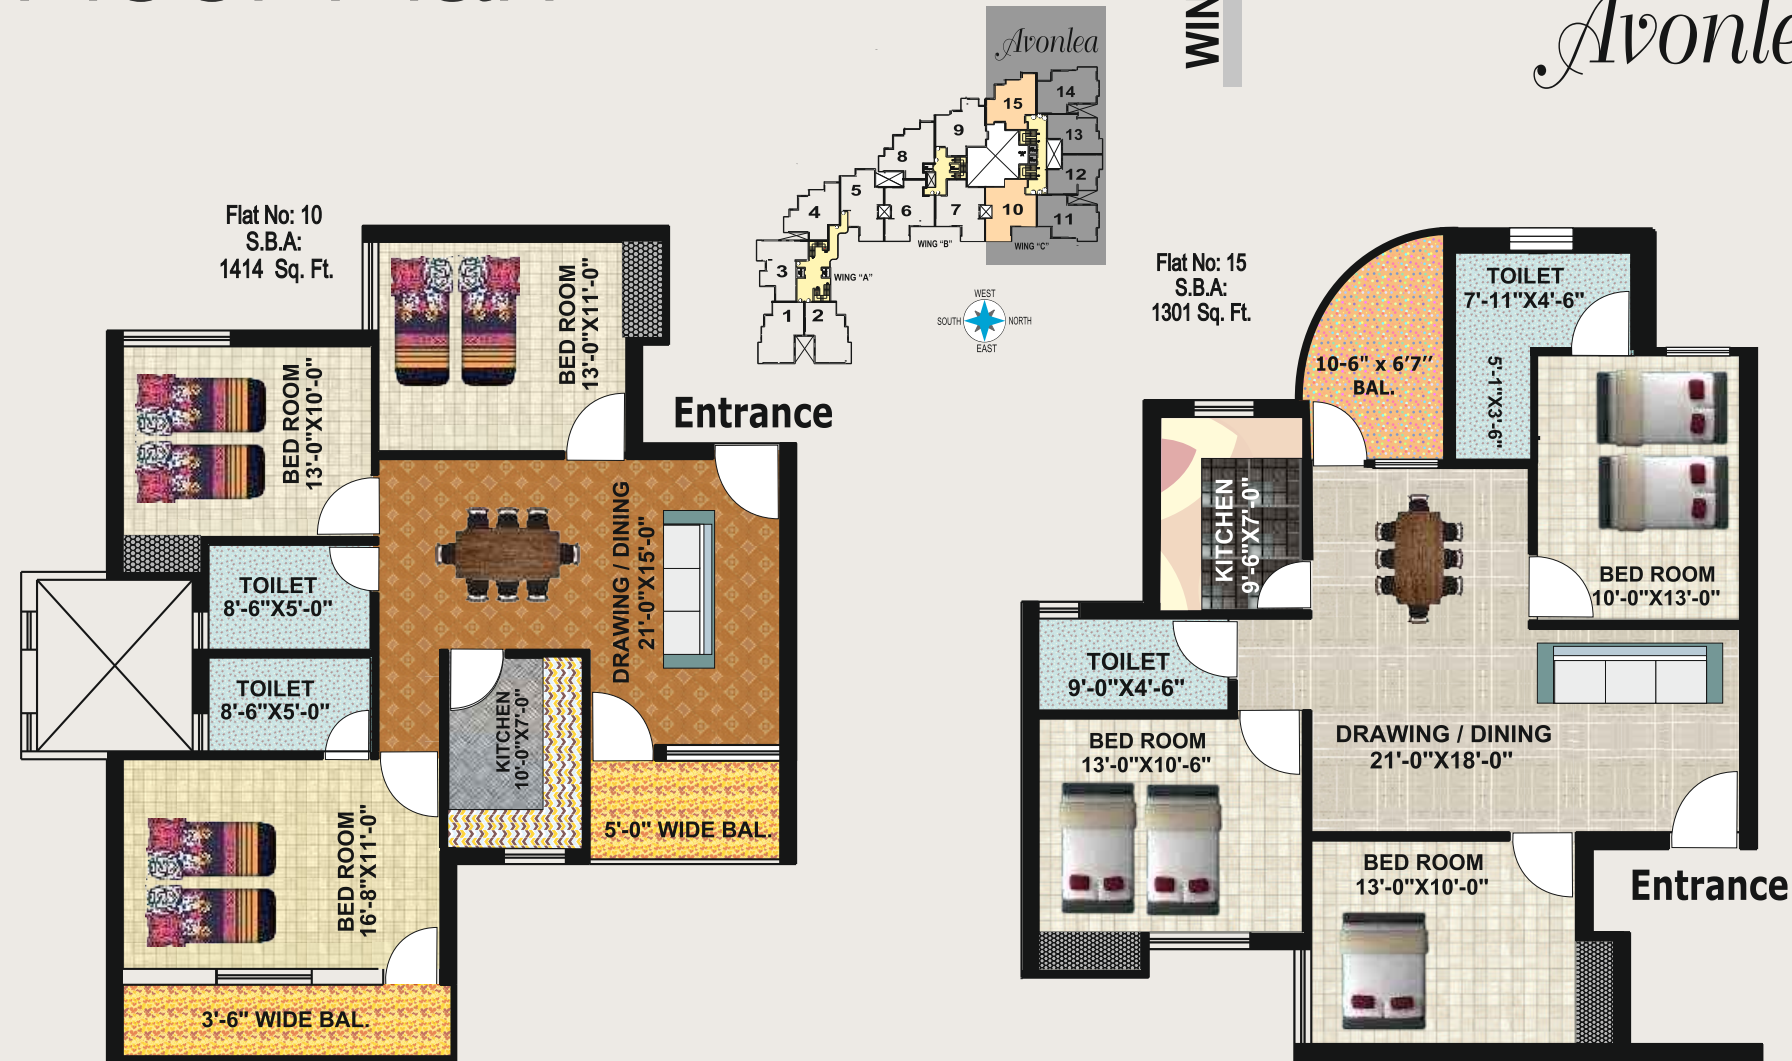 Floor Plan
WIN
Avonlea
Avonlea
14
15
13
9
8
12
5
10
4
6
7
11
WING "B"
WING "C"
3
WING "A"
1
2
WEST
SOUTH
NORTH
EAST
Flat No: 10
S.B.A:
1414 Sq. Ft.
BED ROOM
13'-0"X11'-0"
BED ROOM
13'-0"X10'-0"
Entrance
DRAWING / DINING
21'-0"X15'-0"
TOILET
8'-6"X5'-0"
TOILET
8'-6"X5'-0"
KITCHEN
10'-0"X7'-0"
BED ROOM
16'-8"X11'-0"
5'-0" WIDE BAL.
3'-6" WIDE BAL.
Flat No: 15
S.B.A:
1301 Sq. Ft.
TOILET
7'-11"X4'-6"
5'-1"X3'-6"
10-6" x 6'7"
BAL.
KITCHEN
9'-6"X7'-0"
BED ROOM
10'-0"X13'-0"
TOILET
9'-0"X4'-6"
DRAWING / DINING
21'-0"X18'-0"
BED ROOM
13'-0"X10'-6"
BED ROOM
13'-0"X10'-0"
Entrance